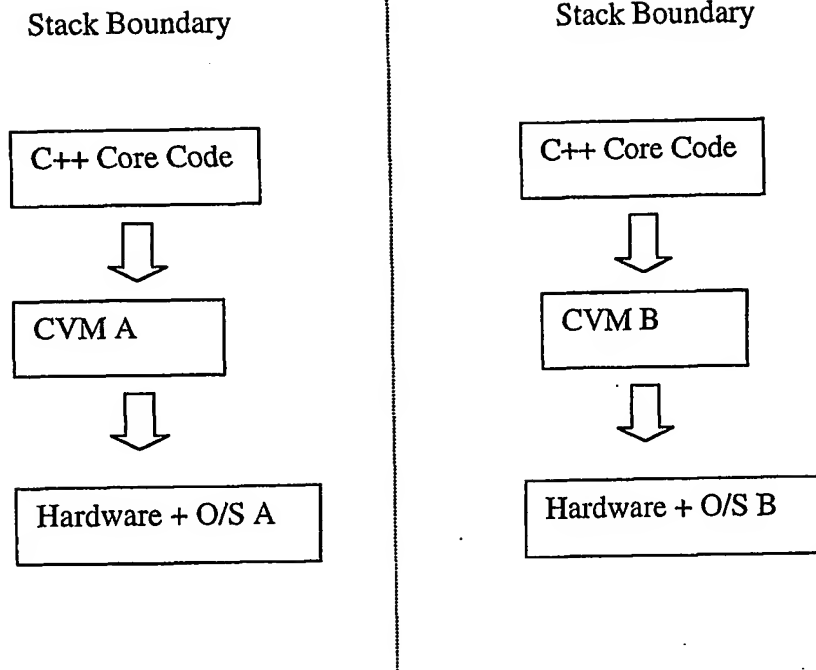 Stack Boundary
C++ Core Code
CVM A
Hardware + O/S A
Stack Boundary
C++ Core Code
CVM B
Hardware + O/S B